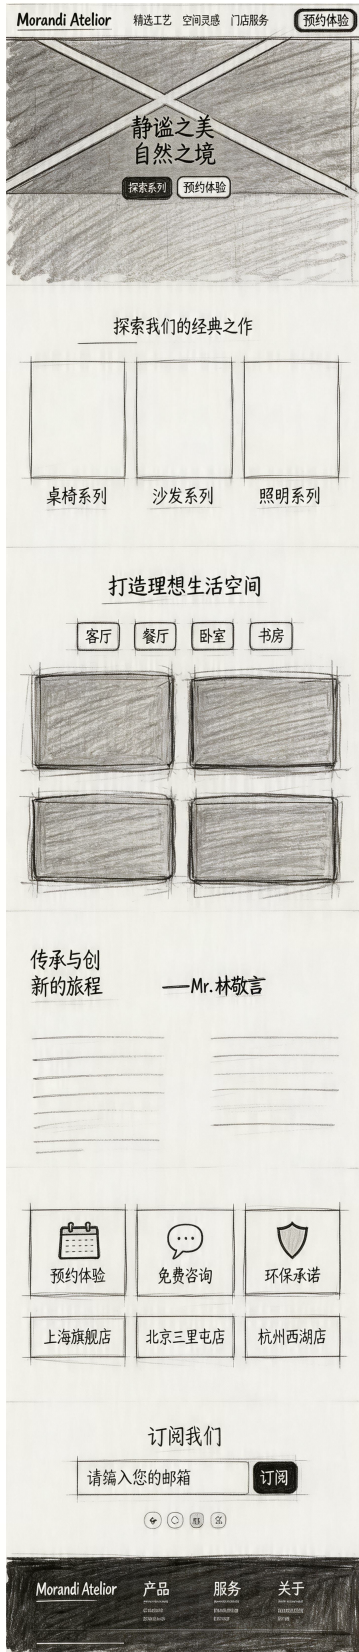 Morandi Atelier 精选工艺 空间灵感 门店服务 预约体验
静谧之美
自然之境
探索系列 预约体验
探索我们的经典之作
桌椅系列 沙发系列 照明系列
打造理想生活空间
客厅 餐厅 卧室 书房
传承与创
新的旅程
——Mr.林敬言
预约体验 免费咨询 环保承诺
上海旗舰店 北京三里屯店 杭州西湖店
订阅我们
请输入您的邮箱 订阅
Morandi Atelier 产品 服务 关于